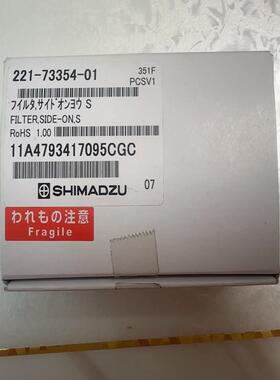 221-73354-01
351F
PCSV1
フイルタ,サイド゛オンヨウ S
FILTER,SIDE-ON,S
RoHS 1.00
11A4793417095CGC
SHIMADZU
07
われもの注意
Fragile